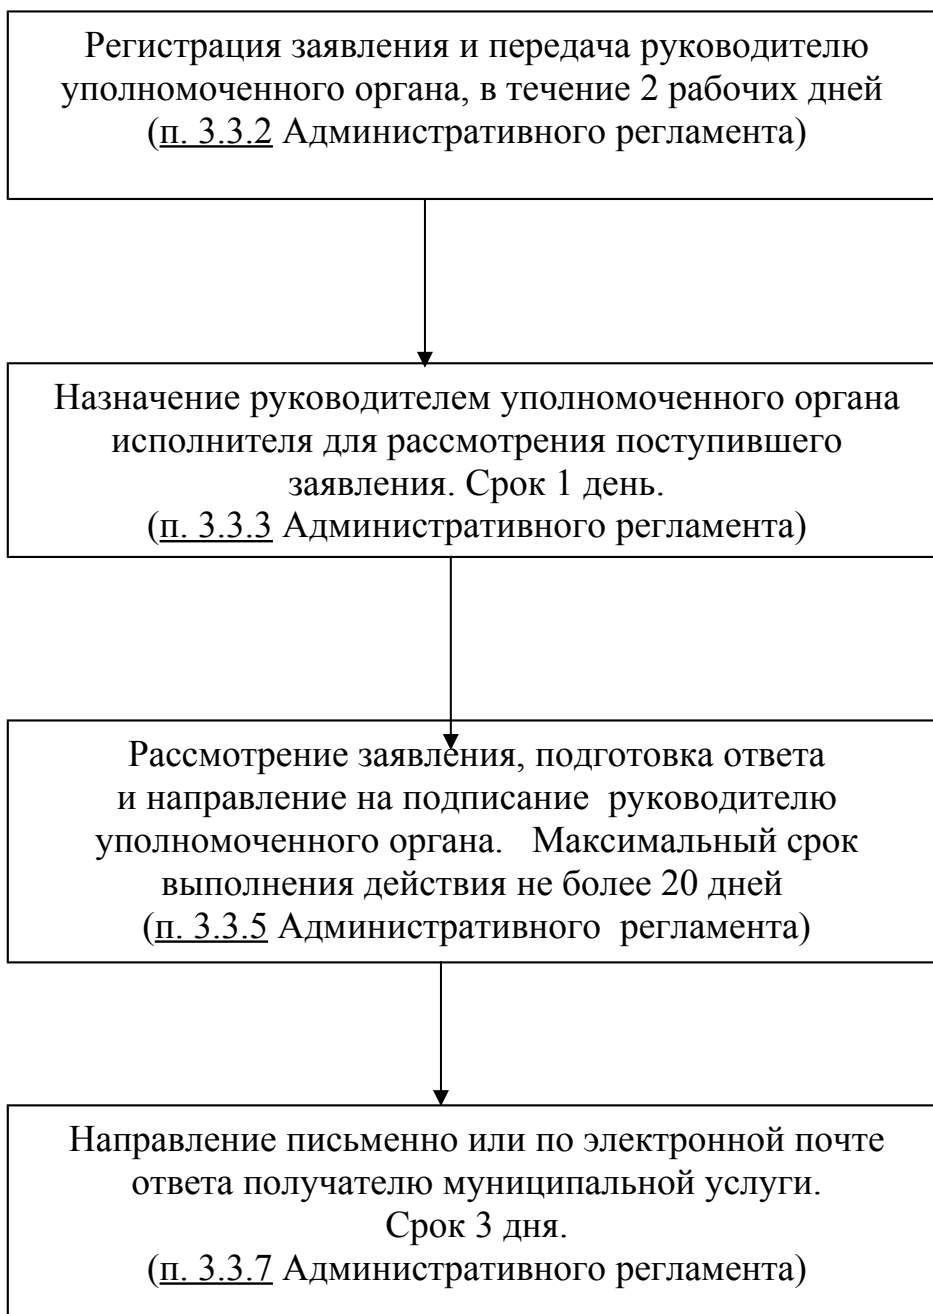 Регистрация заявления и передача руководителю
уполномоченного органа, в течение 2 рабочих дней
(п. 3.3.2 Административного регламента)
Назначение руководителем уполномоченного органа
исполнителя для рассмотрения поступившего
заявления. Срок 1 день.
(п. 3.3.3 Административного регламента)
Рассмотрение заявления, подготовка ответа
и направление на подписание руководителю
уполномоченного органа. Максимальный срок
выполнения действия не более 20 дней
(п. 3.3.5 Административного регламента)
Направление письменно или по электронной почте
ответа получателю муниципальной услуги.
Срок 3 дня.
(п. 3.3.7 Административного регламента)